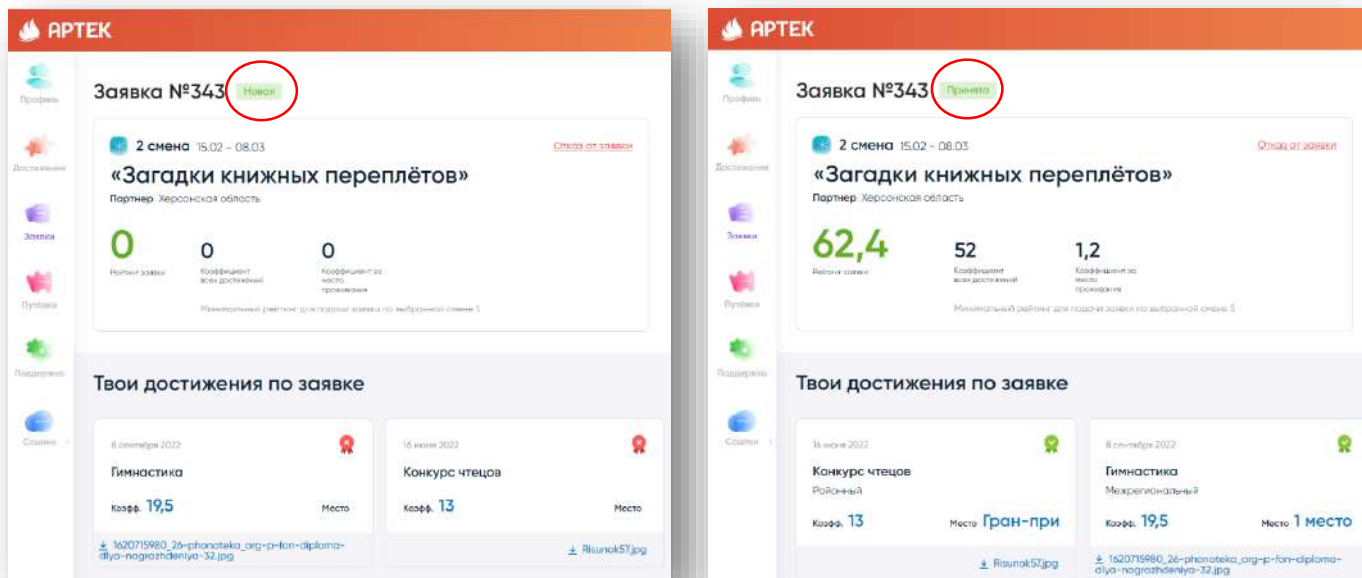 АРТЕК
Профиль
Достижения
Заявки
Путёвки
Поддержка
Ссылки
Заявка №343 Новая
2 смена 15.02 - 08.03 Отказ от заявки
«Загадки книжных переплётов»
Партнер Херсонская область
0 0 0
Рейтинг заявки Коэффициент Коэффициент за
всех достижений место
проживания
Минимальный рейтинг для подачи заявки по выбранной смене 5
Твои достижения по заявке
8 сентября 2022
Гимнастика
Коэфф. 19,5 Место
1620715980_26-phonoteka_org-p-fon-diploma-
dlya-nagrazhdeniya-32.jpg
16 июня 2022
Конкурс чтецов
Коэфф. 13 Место
Risunok57.jpg
АРТЕК
Профиль
Достижения
Заявки
Путёвки
Поддержка
Ссылки
Заявка №343 Принята
2 смена 15.02 - 08.03 Отказ от заявки
«Загадки книжных переплётов»
Партнер Херсонская область
62,4 52 1,2
Рейтинг заявки Коэффициент Коэффициент за
всех достижений место
проживания
Минимальный рейтинг для подачи заявки по выбранной смене 5
Твои достижения по заявке
16 июня 2022
Конкурс чтецов
Районный
Коэфф. 13 Место Гран-при
Risunok57.jpg
8 сентября 2022
Гимнастика
Межрегиональный
Коэфф. 19,5 Место 1 место
1620715980_26-phonoteka_org-p-fon-diploma-
dlya-nagrazhdeniya-32.jpg